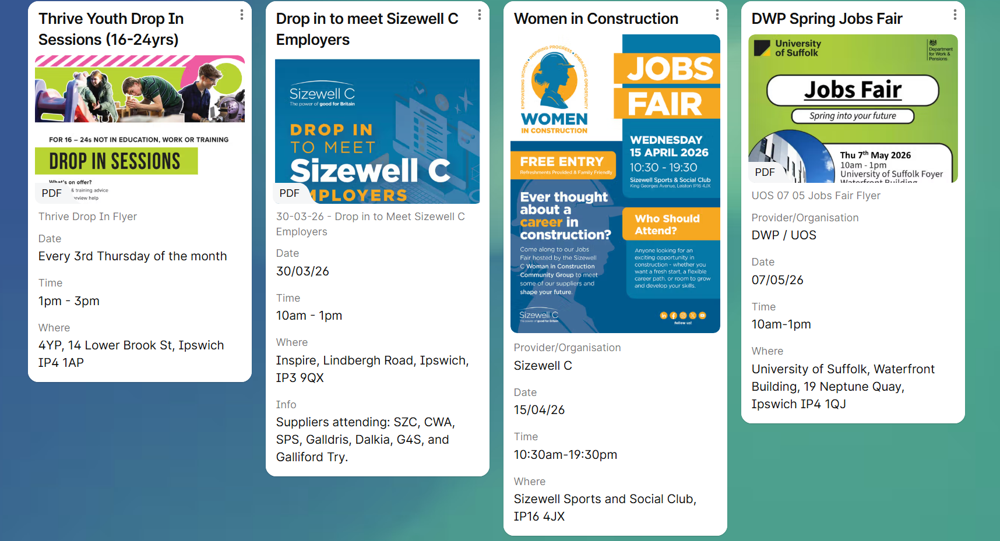 Thrive Youth Drop In
Sessions (16-24yrs)
FOR 16 – 24s NOT IN EDUCATION, WORK OR TRAINING
DROP IN SESSIONS
What's on offer?
& training advice
rview help
PDF
Thrive Drop In Flyer
Date
Every 3rd Thursday of the month
Time
1pm - 3pm
Where
4YP, 14 Lower Brook St, Ipswich
IP4 1AP
Drop in to meet Sizewell C
Employers
Sizewell C
The power of good for Britain
DROP IN
TO MEET
Sizewell C
EMPLOYERS
PDF
30-03-26 - Drop in to Meet Sizewell C
Employers
Date
30/03/26
Time
10am - 1pm
Where
Inspire, Lindbergh Road, Ipswich,
IP3 9QX
Info
Suppliers attending: SZC, CWA,
SPS, Galldris, Dalkia, G4S, and
Galliford Try.
Women in Construction
EMPOWERING WOMEN • INSPIRING PROGRESS • EMBRACING OPPORTUNITY
WOMEN
IN CONSTRUCTION
JOBS
FAIR
WEDNESDAY
15 APRIL 2026
10:30 - 19:30
Sizewell Sports & Social Club
King Georges Avenue, Leiston IP16 4JX
FREE ENTRY
Refreshments Provided & Family Friendly
Ever thought
about a
career in
construction?
Come along to our Jobs
Fair hosted by the Sizewell
C Woman in Construction
Community Group to meet
some of our suppliers and
shape your future.
Who Should
Attend?
Anyone looking for an
exciting opportunity in
construction - whether you
want a fresh start, a flexible
career path, or room to grow
and develop your skills.
Sizewell C
The power of good for Britain
follow us!
Provider/Organisation
Sizewell C
Date
15/04/26
Time
10:30am-19:30pm
Where
Sizewell Sports and Social Club,
IP16 4JX
DWP Spring Jobs Fair
University
of Suffolk
Department
for Work &
Pensions
Jobs Fair
Spring into your future
Thu 7th May 2026
10am - 1pm
University of Suffolk Foyer
Waterfront Building
PDF
UOS 07 05 Jobs Fair Flyer
Provider/Organisation
DWP / UOS
Date
07/05/26
Time
10am-1pm
Where
University of Suffolk, Waterfront
Building, 19 Neptune Quay,
Ipswich IP4 1QJ